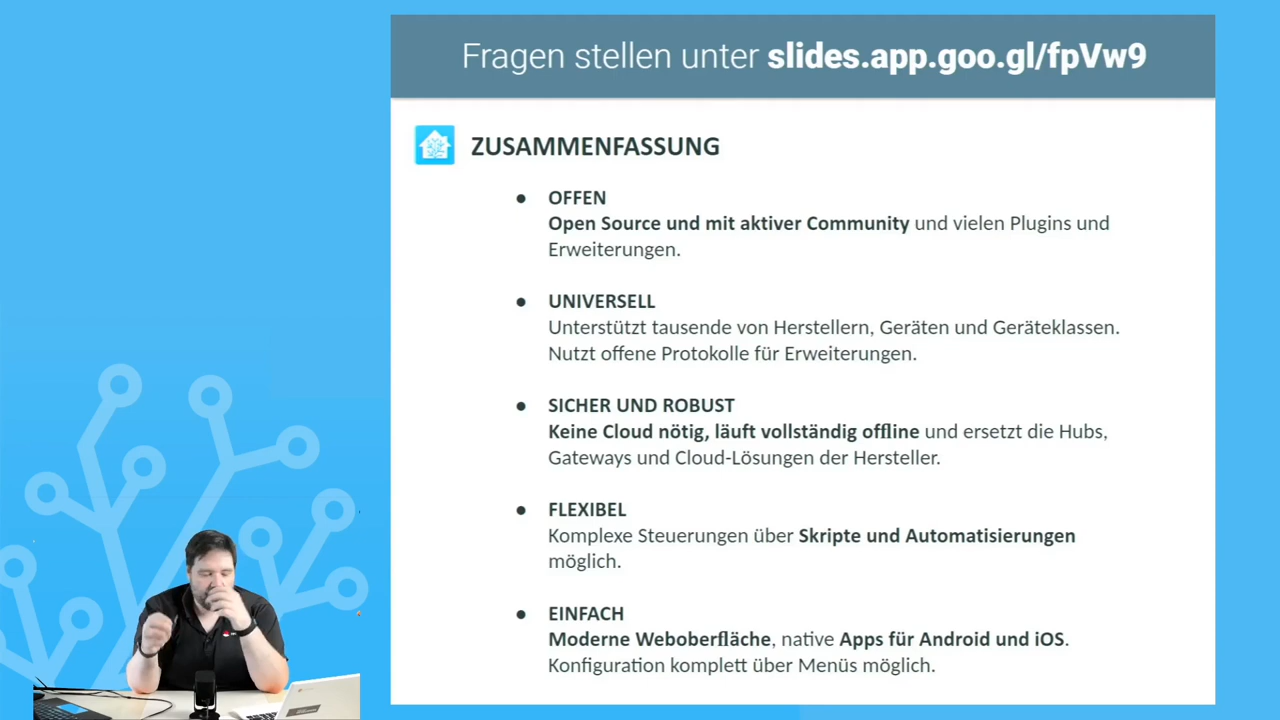 Fragen stellen unter slides.app.goo.gl/fpVw9
ZUSAMMENFASSUNG
● OFFEN
Open Source und mit aktiver Community und vielen Plugins und
Erweiterungen.
● UNIVERSELL
Unterstützt tausende von Herstellern, Geräten und Geräteklassen.
Nutzt offene Protokolle für Erweiterungen.
● SICHER UND ROBUST
Keine Cloud nötig, läuft vollständig offline und ersetzt die Hubs,
Gateways und Cloud-Lösungen der Hersteller.
● FLEXIBEL
Komplexe Steuerungen über Skripte und Automatisierungen
möglich.
● EINFACH
Moderne Weboberfläche, native Apps für Android und iOS.
Konfiguration komplett über Menüs möglich.